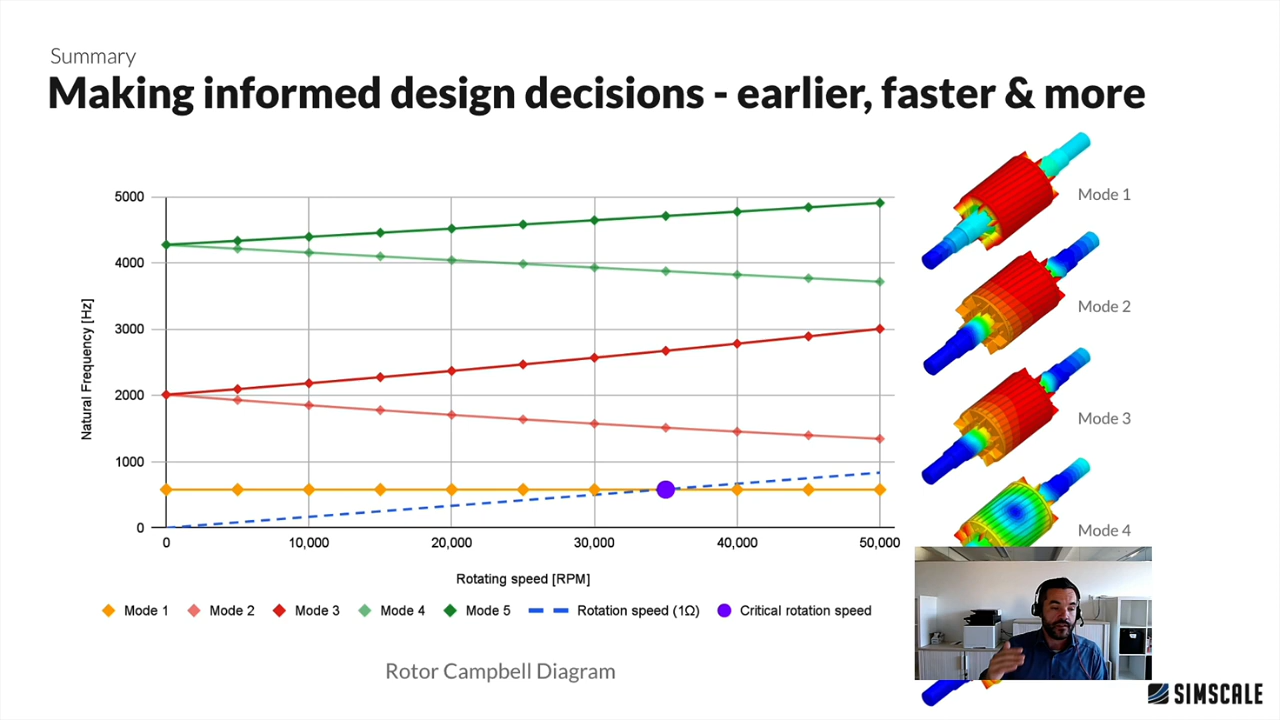 Summary
Making informed design decisions - earlier, faster & more
5000
4000
3000
2000
1000
0
Natural Frequency [Hz]
0 10,000 20,000 30,000 40,000 50,000
Rotating speed [RPM]
Mode 1 Mode 2 Mode 3 Mode 4 Mode 5 Rotation speed (1Ω) Critical rotation speed
Rotor Campbell Diagram
Mode 1
Mode 2
Mode 3
Mode 4
SIMSCALE